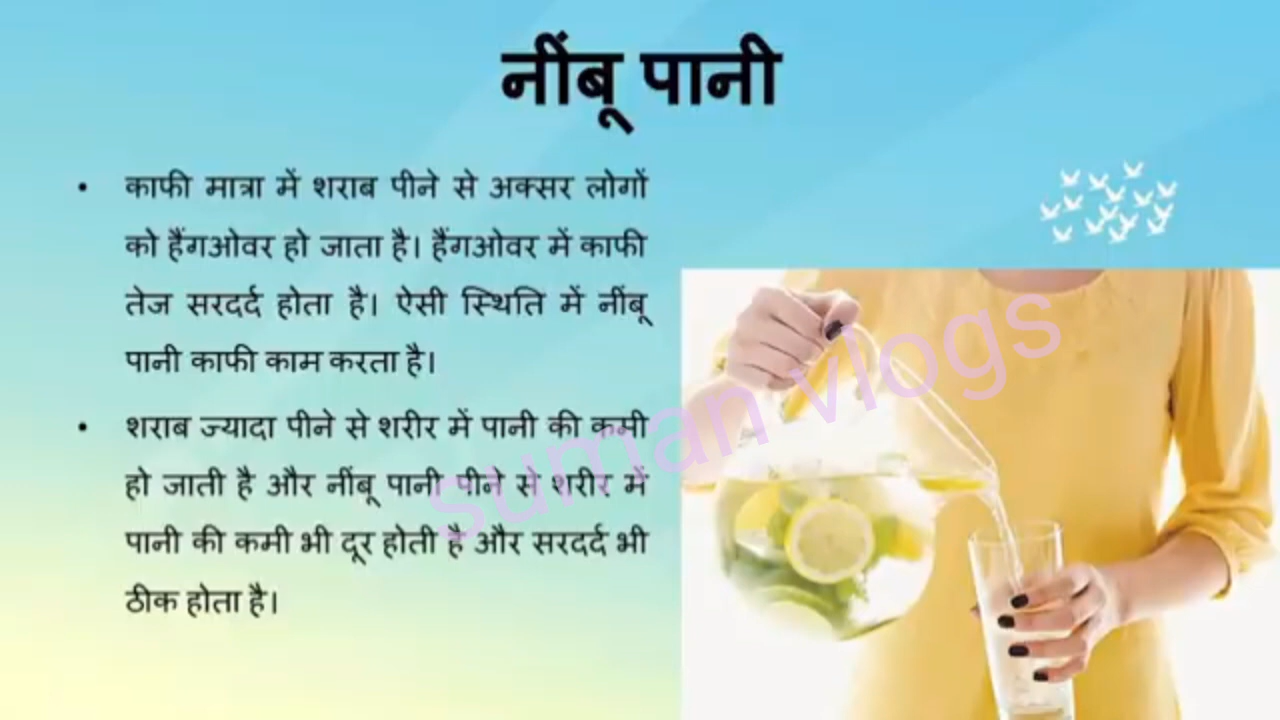 नींबू पानी
• काफी मात्रा में शराब पीने से अक्सर लोगों
को हैंगओवर हो जाता है। हैंगओवर में काफी
तेज सरदर्द होता है। ऐसी स्थिति में नींबू
पानी काफी काम करता है।
• शराब ज्यादा पीने से शरीर में पानी की कमी
हो जाती है और नींबू पानी पीने से शरीर में
पानी की कमी भी दूर होती है और सरदर्द भी
ठीक होता है।
suman vlogs